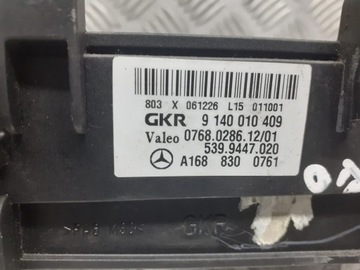 803 X 061226 L15 011001
GKR 9 140 010 409
Valeo 0768.0286.12/01
539.9447.020
A168 830 0761
GKR